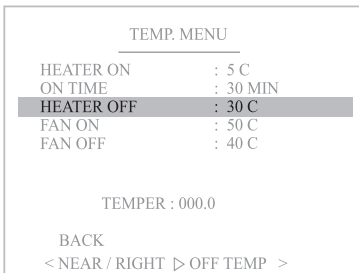 TEMP. MENU
HEATER ON : 5 C
ON TIME : 30 MIN
HEATER OFF : 30 C
FAN ON : 50 C
FAN OFF : 40 C
TEMPER : 000.0
BACK
< NEAR / RIGHT ▷ OFF TEMP >